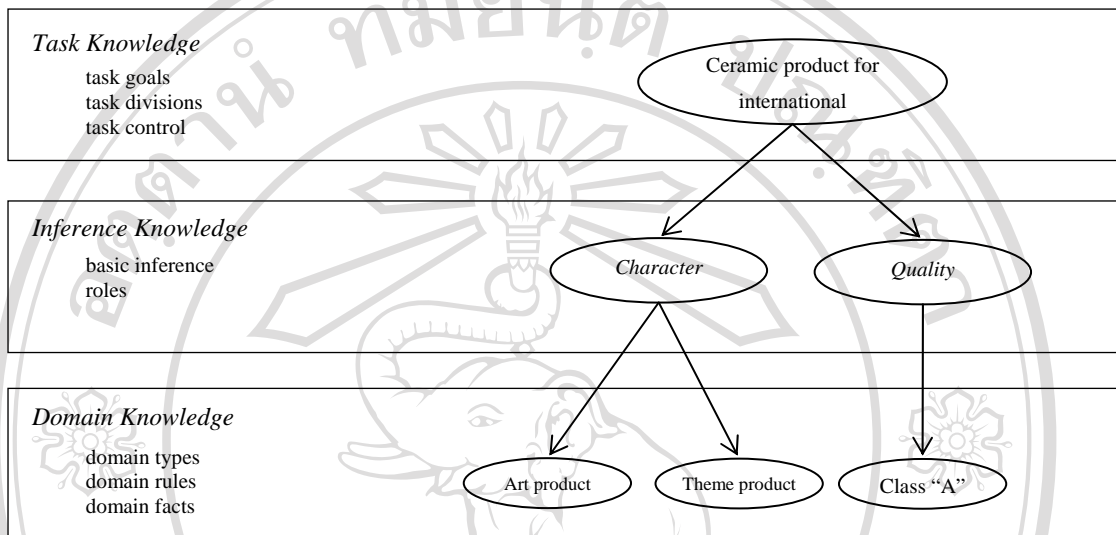 Task Knowledge
task goals
task divisions
task control
Ceramic product for
international
Inference Knowledge
basic inference
roles
Character
Quality
Domain Knowledge
domain types
domain rules
domain facts
Art product
Theme product
Class “A”